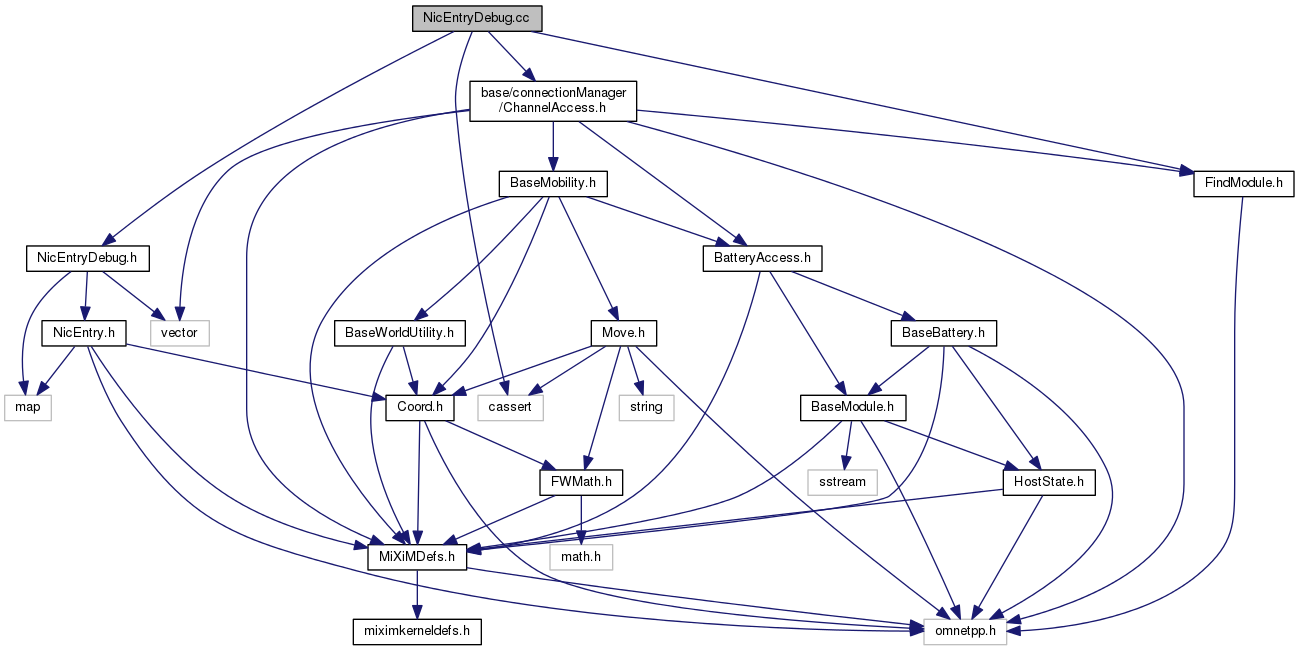 NicEntryDebug.cc
base/connectionManager
/ChannelAccess.h
BaseMobility.h
FindModule.h
NicEntryDebug.h
BatteryAccess.h
NicEntry.h
vector
BaseWorldUtility.h
Move.h
BaseBattery.h
map
Coord.h
cassert
string
BaseModule.h
FWMath.h
sstream
HostState.h
MiXiMDefs.h
math.h
miximkerneldefs.h
omnetpp.h